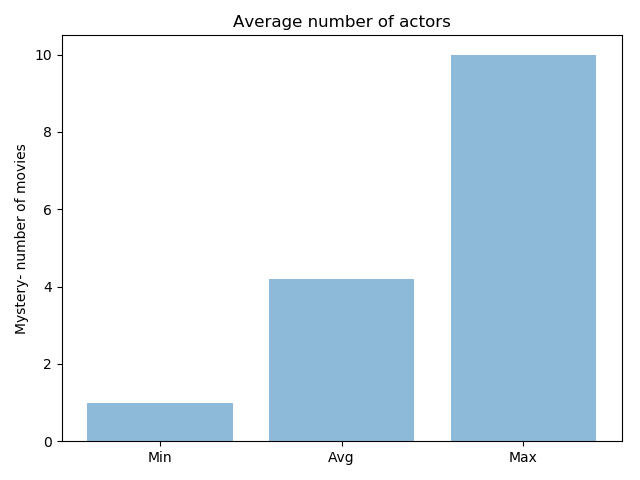 Average number of actors
Mystery- number of movies
10
8
6
4
2
0
Min
Avg
Max